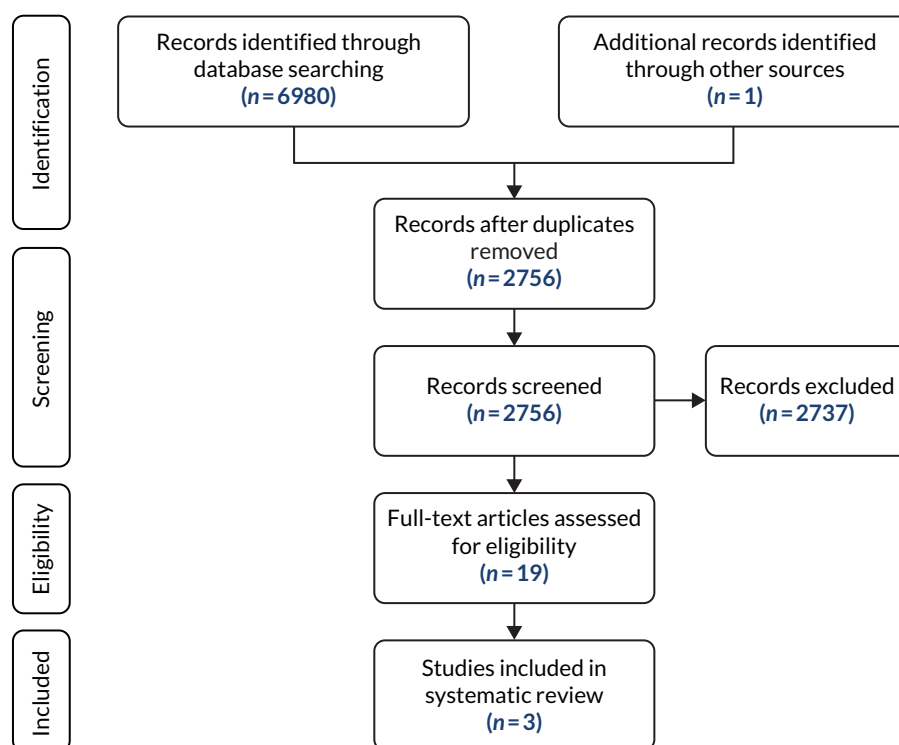 Identification
Records identified through
database searching
(n=6980)
Additional records identified
through other sources
(n=1)
Records after duplicates
removed
(n=2756)
Screening
Records screened
(n=2756)
Records excluded
(n=2737)
Eligibility
Full-text articles assessed
for eligibility
(n=19)
Included
Studies included in
systematic review
(n=3)